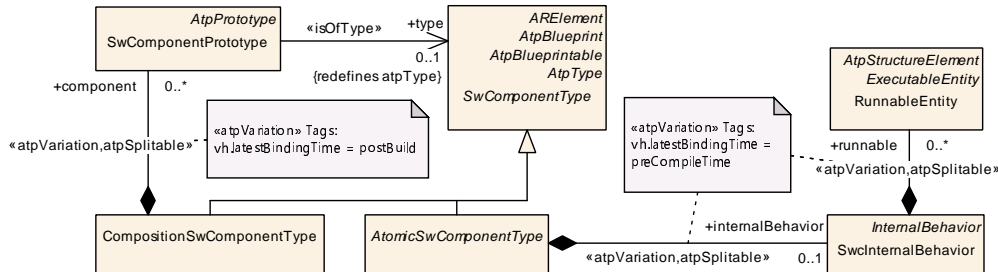 AtpPrototype
SwComponentPrototype
«isOfType»
+type
0..1
{redefines atpType}
ARElement
AtpBlueprint
AtpBlueprintable
AtpType
SwComponentType
AtpStructureElement
ExecutableEntity
RunnableEntity
+component
0..*
«atpVariation» Tags:
vh.latestBindingTime = postBuild
«atpVariation» Tags:
vh.latestBindingTime =
preCompileTime
«atpVariation,atpSplitable»
+runnable
0..*
«atpVariation,atpSplitable»
CompositionSwComponentType
AtomicSwComponentType
+internalBehavior
«atpVariation,atpSplitable»
0..1
InternalBehavior
SwcInternalBehavior